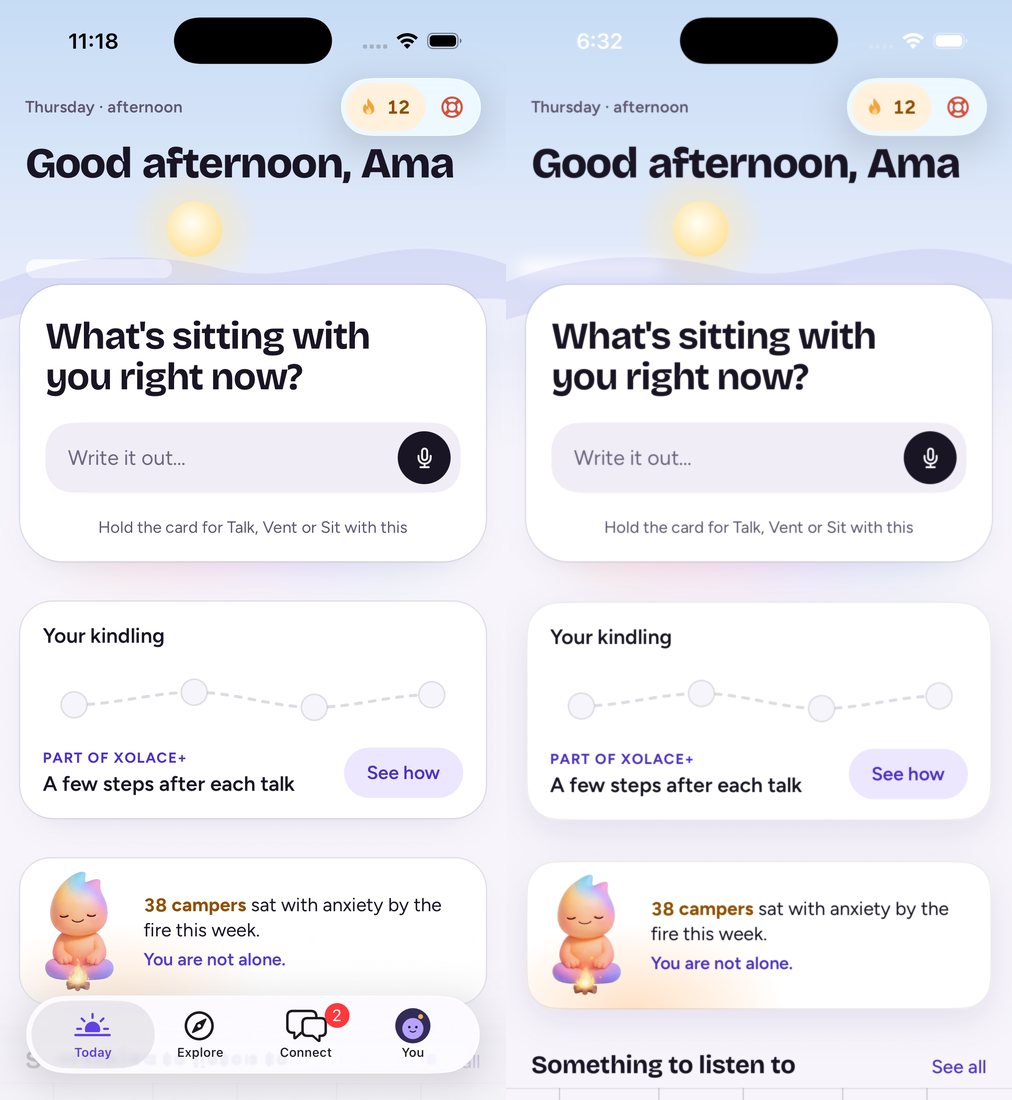 11:18
Thursday · afternoon
12
Good afternoon, Ama
What's sitting with
you right now?
Write it out...
Hold the card for Talk, Vent or Sit with this
Your kindling
PART OF XOLACE+
A few steps after each talk
See how
38 campers sat with anxiety by the
fire this week.
You are not alone.
Today
Explore
2
Connect
You
6:32
Thursday · afternoon
12
Good afternoon, Ama
What's sitting with
you right now?
Write it out...
Hold the card for Talk, Vent or Sit with this
Your kindling
PART OF XOLACE+
A few steps after each talk
See how
38 campers sat with anxiety by the
fire this week.
You are not alone.
Something to listen to
See all